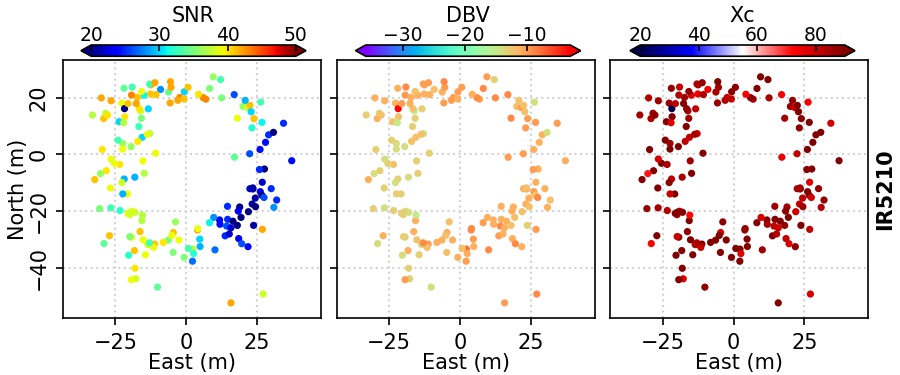 SNR DBV Xc
20 30 40 50 −30 −20 −10 20 40 60 80
20
0
−20
−40
North (m)
−25 0 25 −25 0 25 −25 0 25
East (m) East (m) East (m)
IR5210